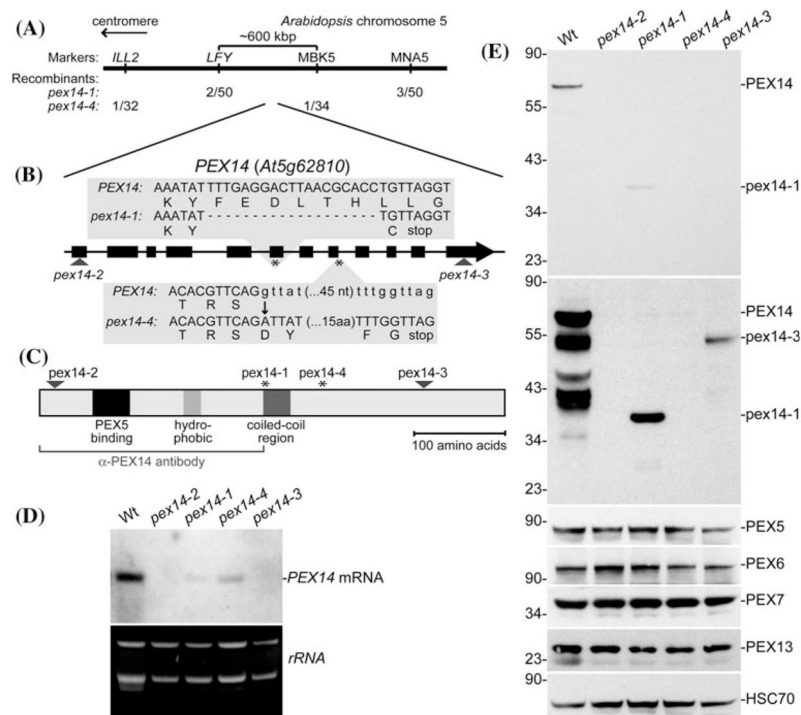 (A)
centromere
Arabidopsis chromosome 5
~600 kbp
Markers: ILL2 LFY MBK5 MNA5
Recombinants:
pex14-1: 2/50 3/50
pex14-4: 1/32 1/34
(B)
PEX14 (At5g62810)
PEX14: AAATATTTTGAGGACTTAACGCACCTGTTAGGT
K Y F E D L T H L L G
pex14-1: AAATAT - - - - - - - - - - - - - - - - - - - TGTTAGGT
K Y C stop
* *
pex14-2 pex14-3
PEX14: ACACGTTCAGgttat(...45 nt)tttggttag
T R S
pex14-4: ACACGTTCAGATTAT(...15aa)TTTGGTTAG
T R S D Y F G stop
(C)
pex14-2 pex14-1 pex14-4 pex14-3
* *
PEX5 binding
hydro-phobic
coiled-coil region
100 amino acids
α-PEX14 antibody
(D)
Wt pex14-2 pex14-1 pex14-4 pex14-3
-PEX14 mRNA
rRNA
(E)
Wt pex14-2 pex14-1 pex14-4 pex14-3
90-
-PEX14
55-
43-
-pex14-1
34-
23-
90-
-PEX14
55-
-pex14-3
43-
-pex14-1
34-
23-
90-
-PEX5
-PEX6
90-
-PEX7
34-
-PEX13
23-
90-
-HSC70